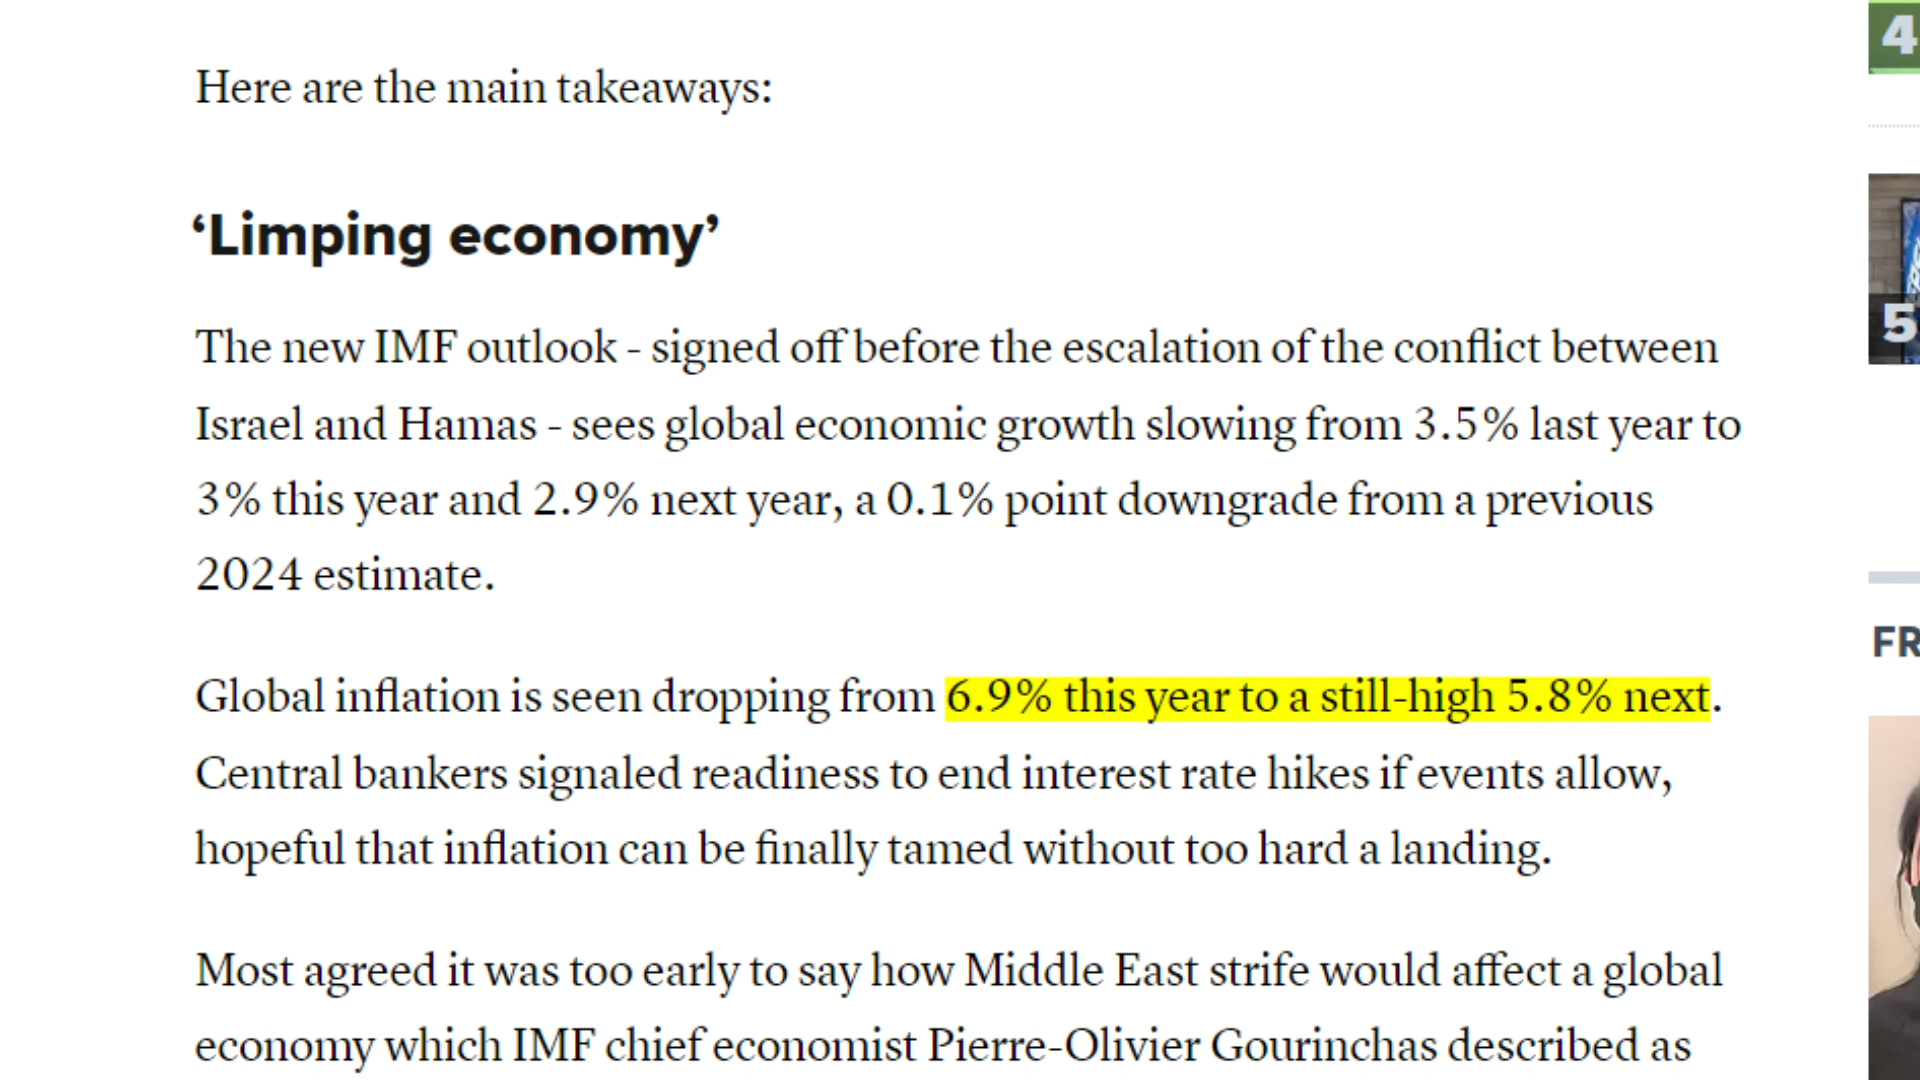 Here are the main takeaways:
‘Limping economy’
The new IMF outlook - signed off before the escalation of the conflict between
Israel and Hamas - sees global economic growth slowing from 3.5% last year to
3% this year and 2.9% next year, a 0.1% point downgrade from a previous
2024 estimate.
Global inflation is seen dropping from 6.9% this year to a still-high 5.8% next.
Central bankers signaled readiness to end interest rate hikes if events allow,
hopeful that inflation can be finally tamed without too hard a landing.
Most agreed it was too early to say how Middle East strife would affect a global
economy which IMF chief economist Pierre-Olivier Gourinchas described as
4
5
FR